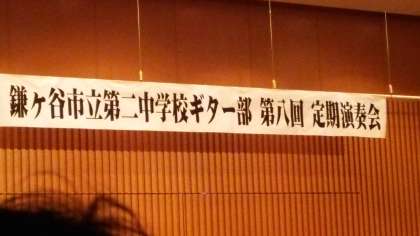 鎌ヶ谷市立第二中学校ギター部 第八回 定期演奏会